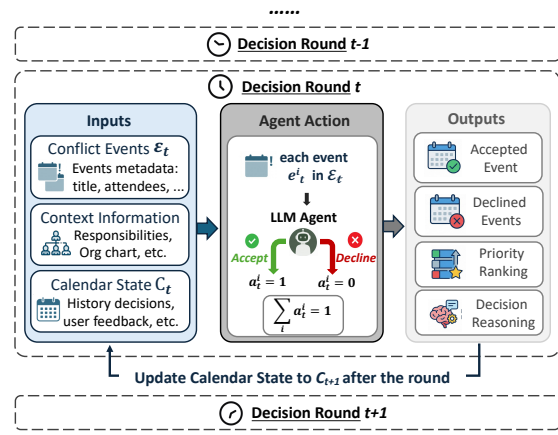 ......
Decision Round t-1
Decision Round t
Inputs
Conflict Events ℰₜ
Events metadata:
title, attendees, ...
Context Information
Responsibilities,
Org chart, etc.
Calendar State Cₜ
History decisions,
user feedback, etc.
Agent Action
each event
eⁱₜ in ℰₜ
LLM Agent
Accept Decline
aⁱₜ = 1 aⁱₜ = 0
∑ᵢ aⁱₜ = 1
Outputs
Accepted
Event
Declined
Events
Priority
Ranking
Decision
Reasoning
Update Calendar State to Cₜ₊₁ after the round
Decision Round t+1